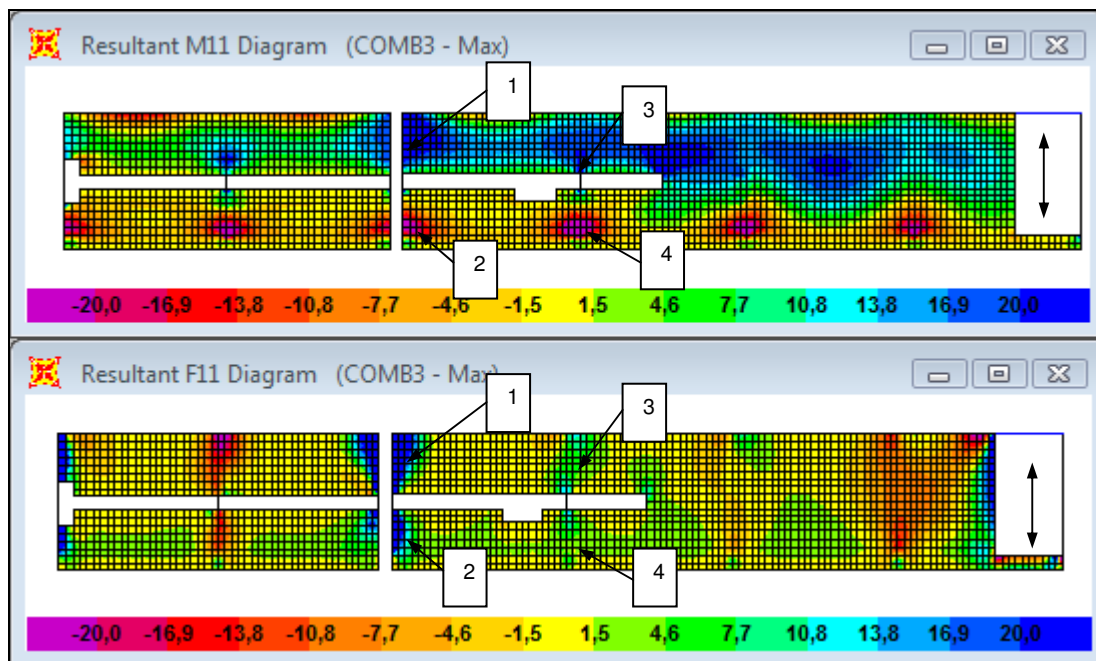 Resultant M11 Diagram (COMB3 - Max)
1
3
2
4
-20,0 -16,9 -13,8 -10,8 -7,7 -4,6 -1,5 1,5 4,6 7,7 10,8 13,8 16,9 20,0
Resultant F11 Diagram (COMB3 - Max)
1
3
2
4
-20,0 -16,9 -13,8 -10,8 -7,7 -4,6 -1,5 1,5 4,6 7,7 10,8 13,8 16,9 20,0